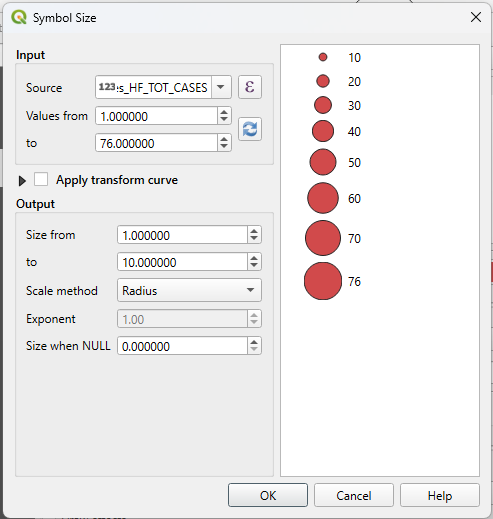 Symbol Size
Input
Source 123 :s_HF_TOT_CASES ε
Values from 1.000000
to 76.000000
Apply transform curve
Output
Size from 1.000000
to 10.000000
Scale method Radius
Exponent 1.00
Size when NULL 0.000000
10
20
30
40
50
60
70
76
OK Cancel Help